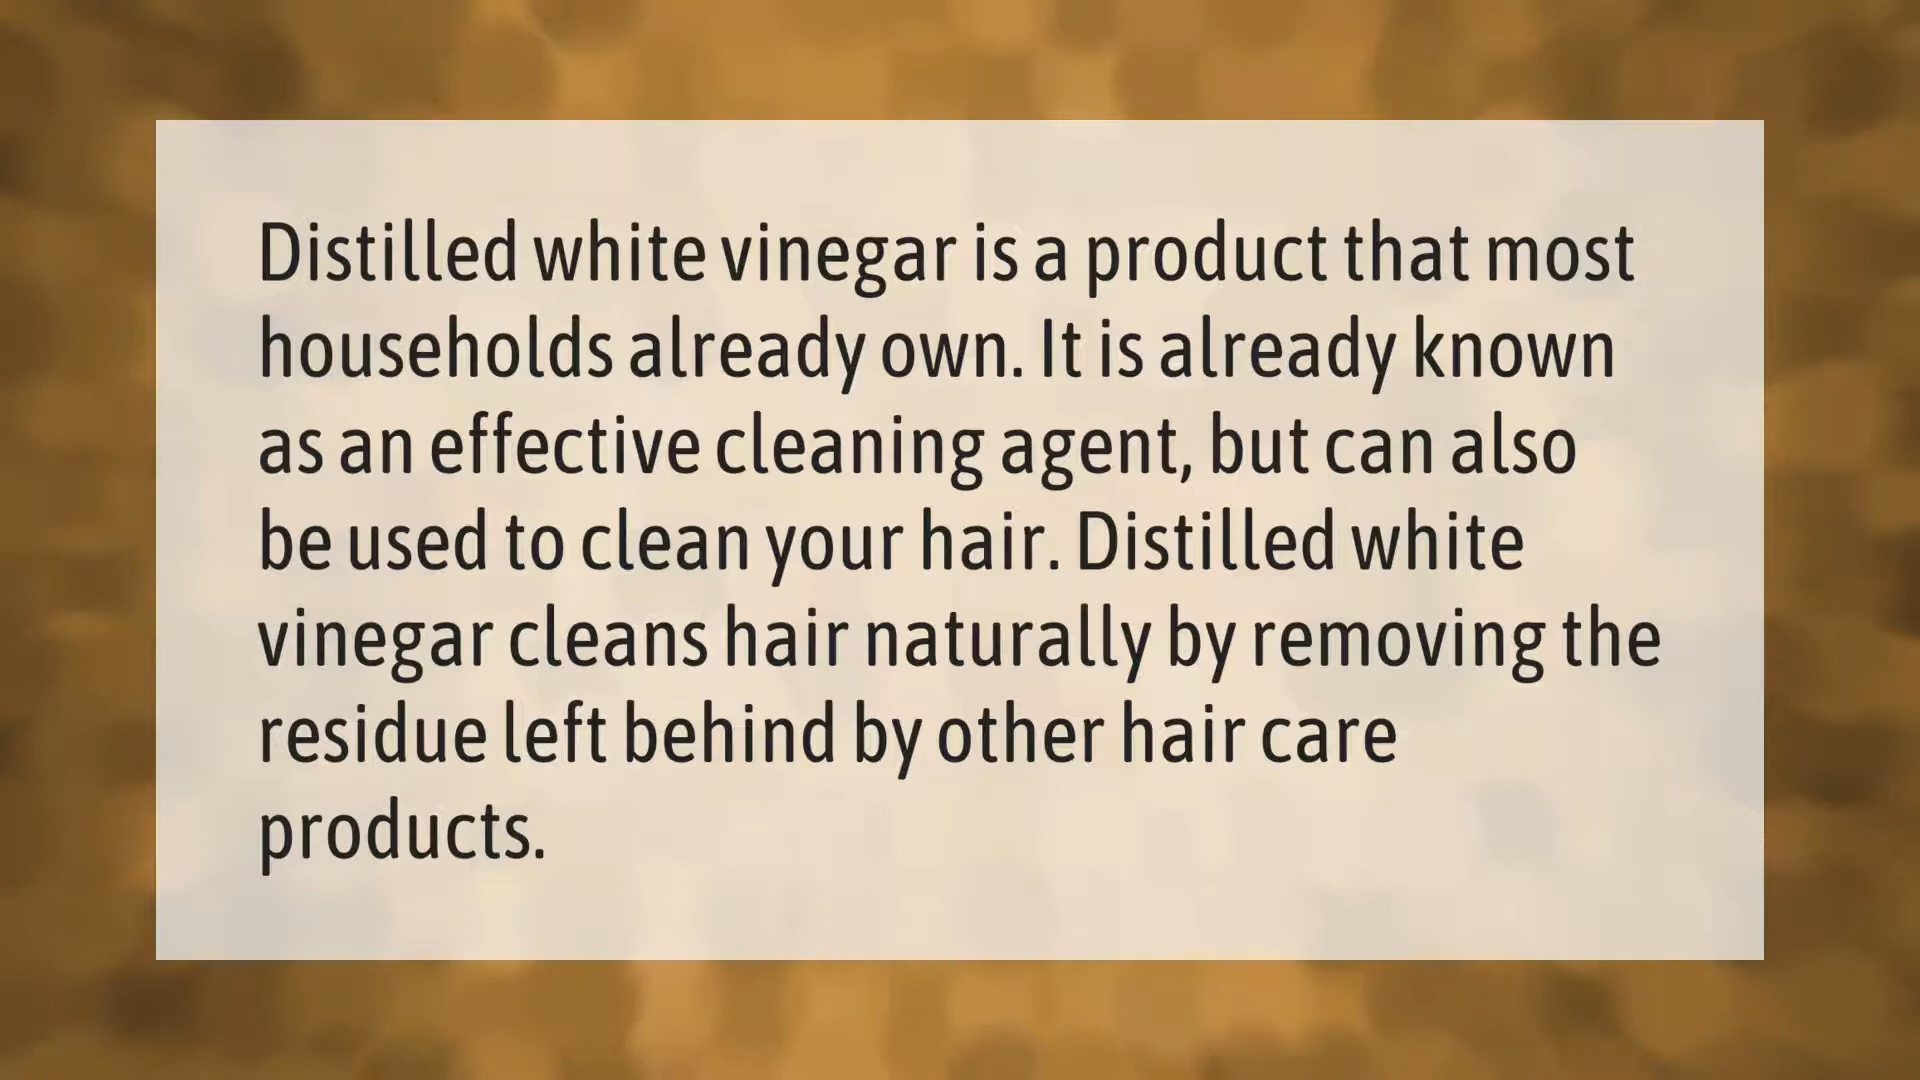 Distilled white vinegar is a product that most
households already own. It is already known
as an effective cleaning agent, but can also
be used to clean your hair. Distilled white
vinegar cleans hair naturally by removing the
residue left behind by other hair care
products.